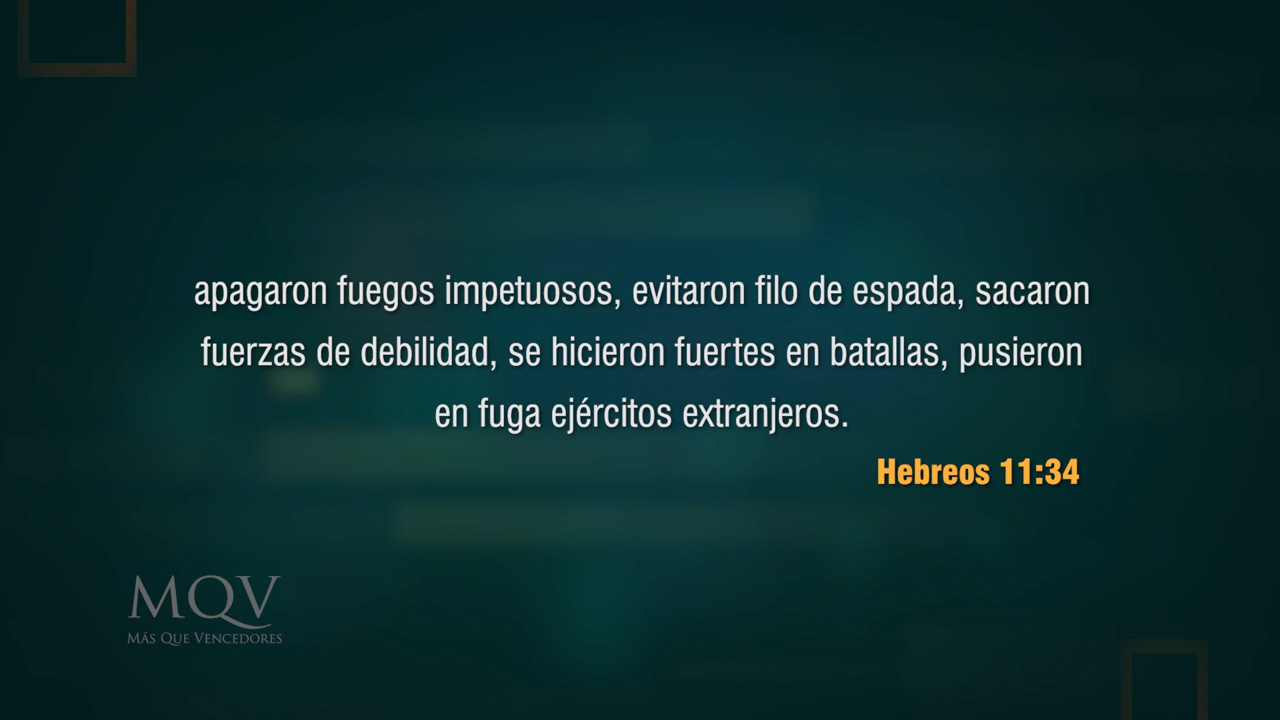 apagaron fuegos impetuosos, evitaron filo de espada, sacaron
fuerzas de debilidad, se hicieron fuertes en batallas, pusieron
en fuga ejércitos extranjeros.
Hebreos 11:34
MQV
Más Que Vencedores